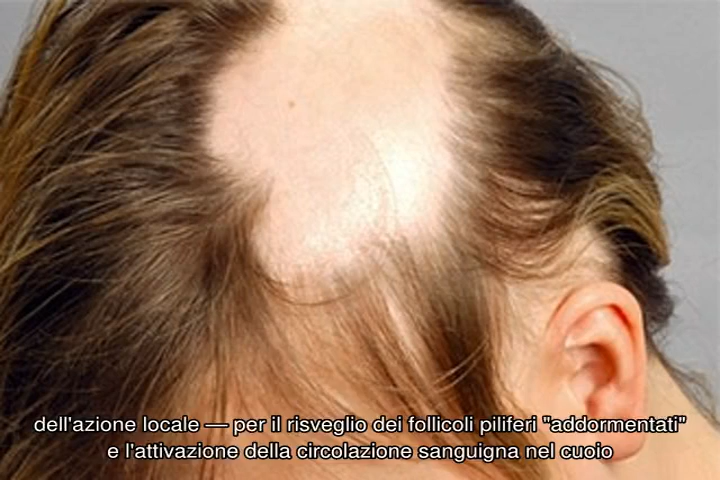 dell'azione locale — per il risveglio dei follicoli piliferi "addormentati"
e l'attivazione della circolazione sanguigna nel cuoio